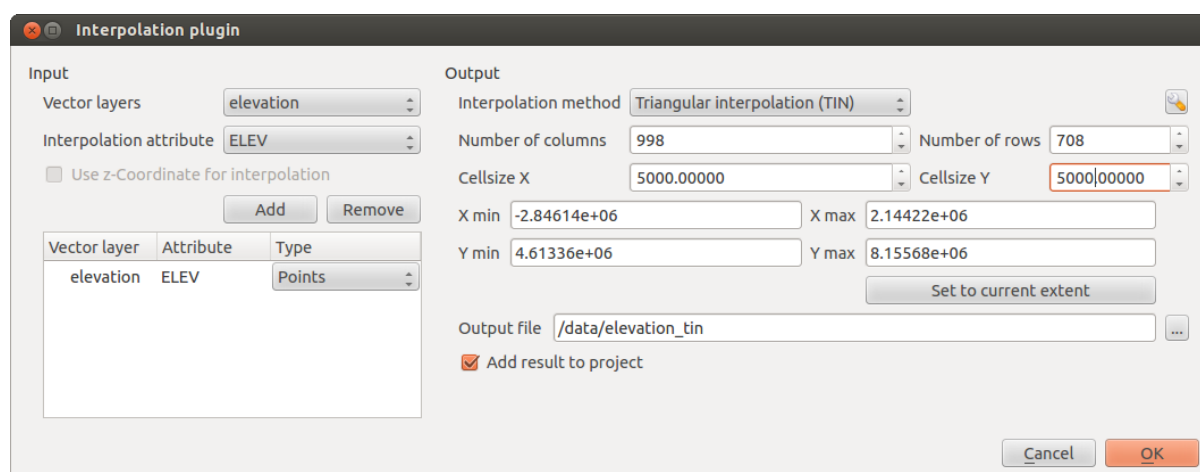 Interpolation plugin
Input
Vector layers elevation
Interpolation attribute ELEV
Use z-Coordinate for interpolation
Add Remove
Vector layer Attribute Type
elevation ELEV Points
Output
Interpolation method Triangular interpolation (TIN)
Number of columns 998 Number of rows 708
Cellsize X 5000.00000 Cellsize Y 5000.00000
X min -2.84614e+06 X max 2.14422e+06
Y min 4.61336e+06 Y max 8.15568e+06
Set to current extent
Output file /data/elevation_tin ...
Add result to project
Cancel OK